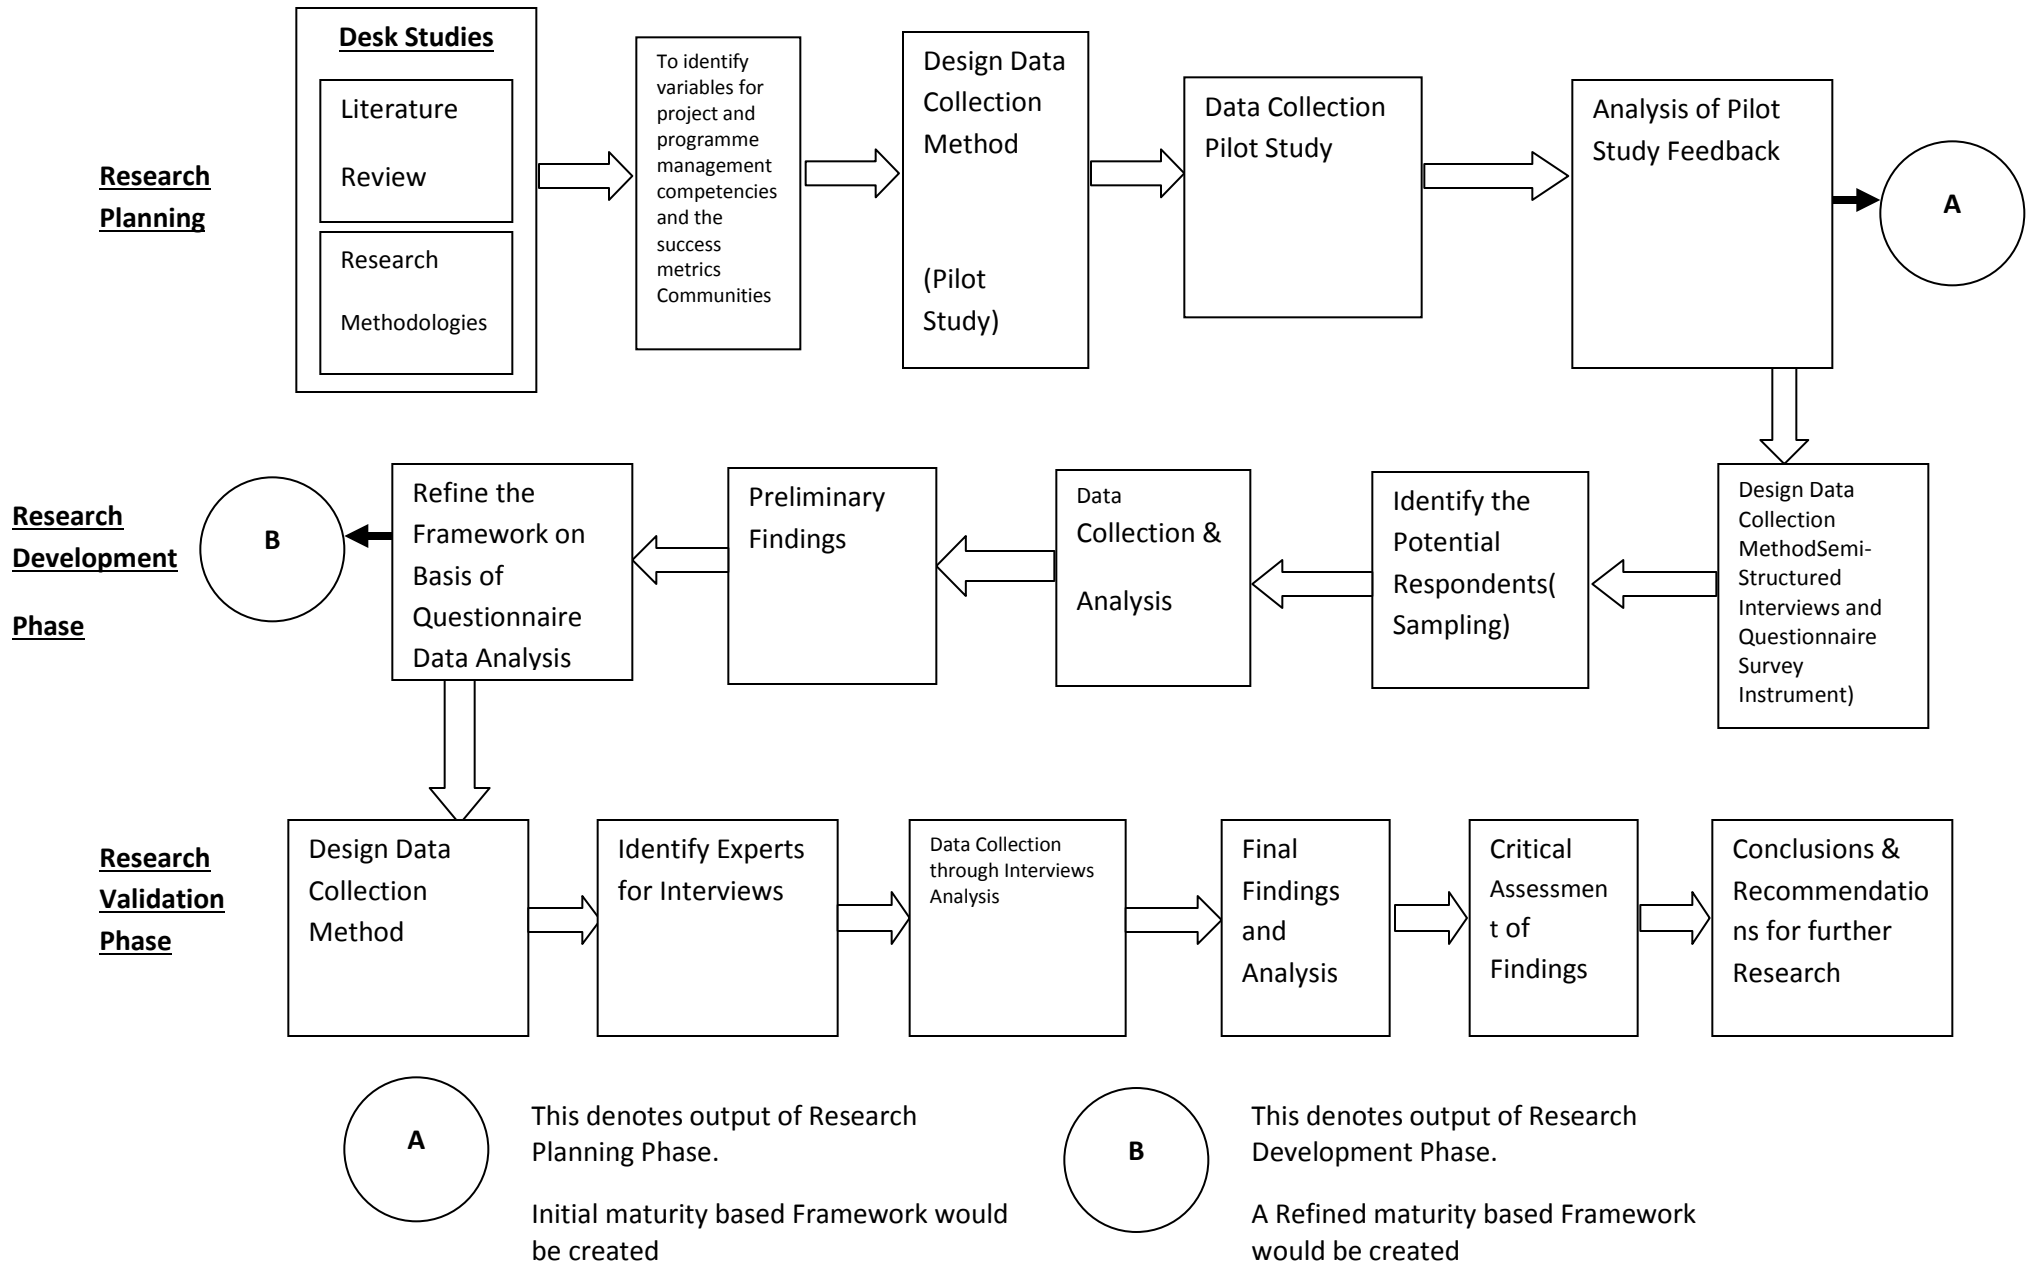 Research
Planning
Desk Studies
Literature
Review
Research
Methodologies
To identify
variables for
project and
programme
management
competencies
and the
success
metrics
Communities
Design Data
Collection
Method
(Pilot
Study)
Data Collection
Pilot Study
Analysis of Pilot
Study Feedback
A
Research
Development
Phase
B
Refine the
Framework on
Basis of
Questionnaire
Data Analysis
Preliminary
Findings
Data
Collection &
Analysis
Identify the
Potential
Respondents(
Sampling)
Design Data
Collection
MethodSemi-
Structured
Interviews and
Questionnaire
Survey
Instrument)
Research
Validation
Phase
Design Data
Collection
Method
Identify Experts
for Interviews
Data Collection
through Interviews
Analysis
Final
Findings
and
Analysis
Critical
Assessmen
t of
Findings
Conclusions &
Recommendatio
ns for further
Research
A
This denotes output of Research
Planning Phase.
Initial maturity based Framework would
be created
B
This denotes output of Research
Development Phase.
A Refined maturity based Framework
would be created